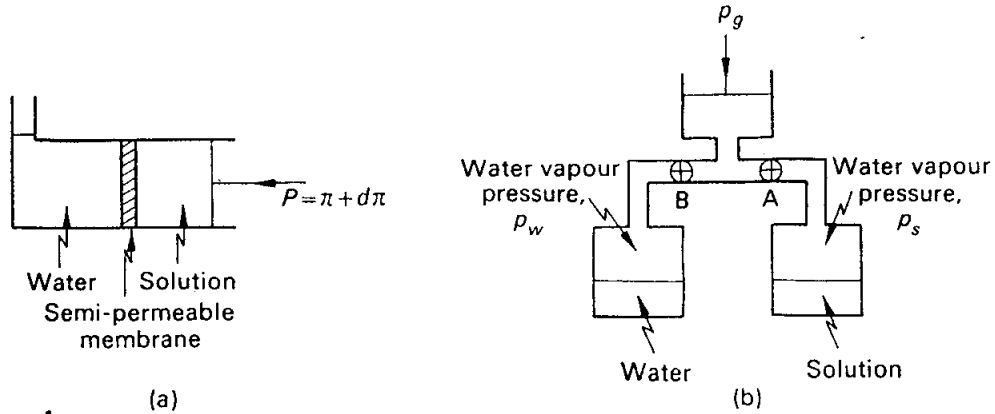 P = π + dπ
Water
Solution
Semi-permeable
membrane
(a)
p_g
Water vapour
pressure,
p_w
B
A
Water vapour
pressure,
p_s
Water
Solution
(b)